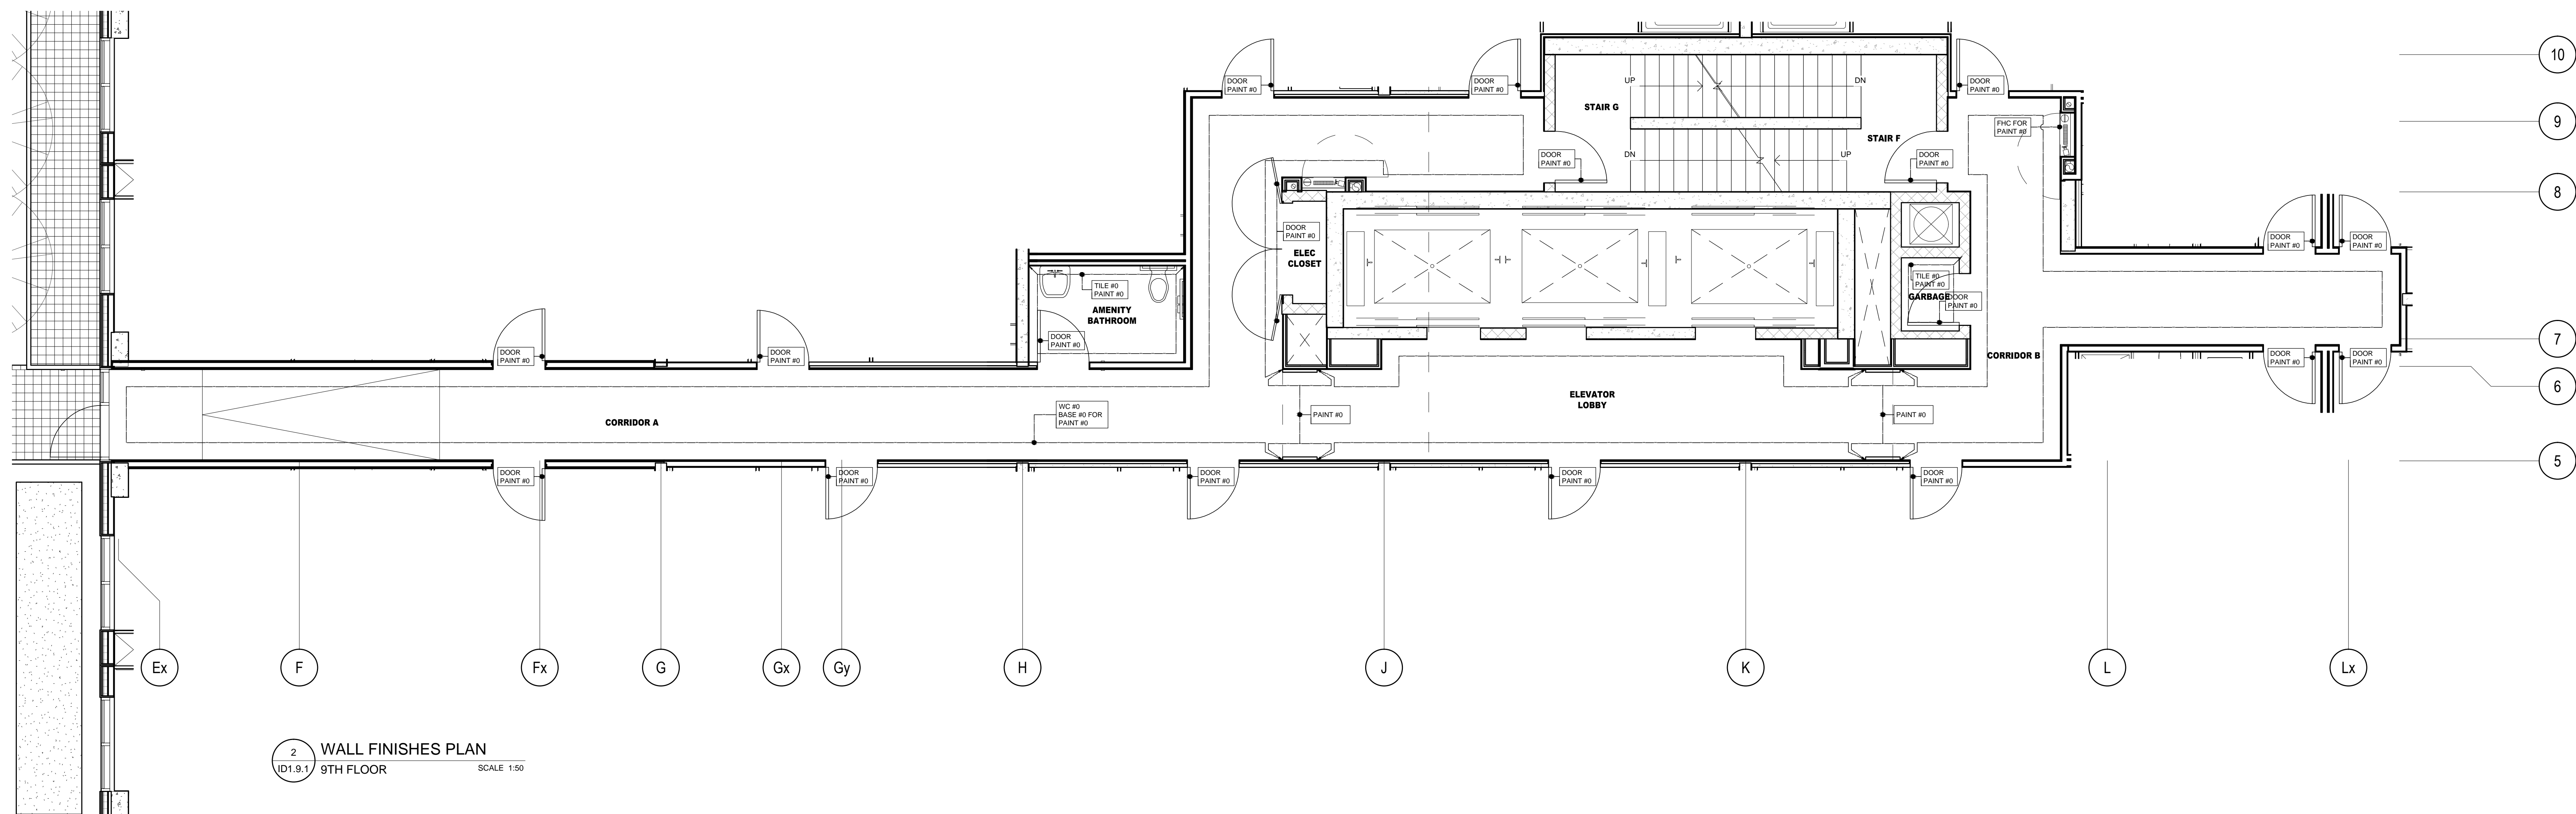 10
DOOR
PAINT #0
DOOR
PAINT #0
DOOR
PAINT #0
UP
DN
STAIR G
9
FHC FOR
PAINT #0
STAIR F
DN
UP
DOOR
PAINT #0
DOOR
PAINT #0
8
DOOR
PAINT #0
DOOR
PAINT #0
DOOR
PAINT #0
ELEC
CLOSET
TILE #0
PAINT #0
AMENITY
BATHROOM
TILE #0
PAINT #0
GARBAGE
DOOR
PAINT #0
DOOR
PAINT #0
DOOR
PAINT #0
DOOR
PAINT #0
7
CORRIDOR B
DOOR
PAINT #0
DOOR
PAINT #0
6
ELEVATOR
LOBBY
WC #0
BASE #0 FOR
PAINT #0
PAINT #0
PAINT #0
CORRIDOR A
5
DOOR
PAINT #0
DOOR
PAINT #0
DOOR
PAINT #0
DOOR
PAINT #0
DOOR
PAINT #0
Ex
F
Fx
G
Gx
Gy
H
J
K
L
Lx
2
ID1.9.1
WALL FINISHES PLAN
9TH FLOOR
SCALE 1:50